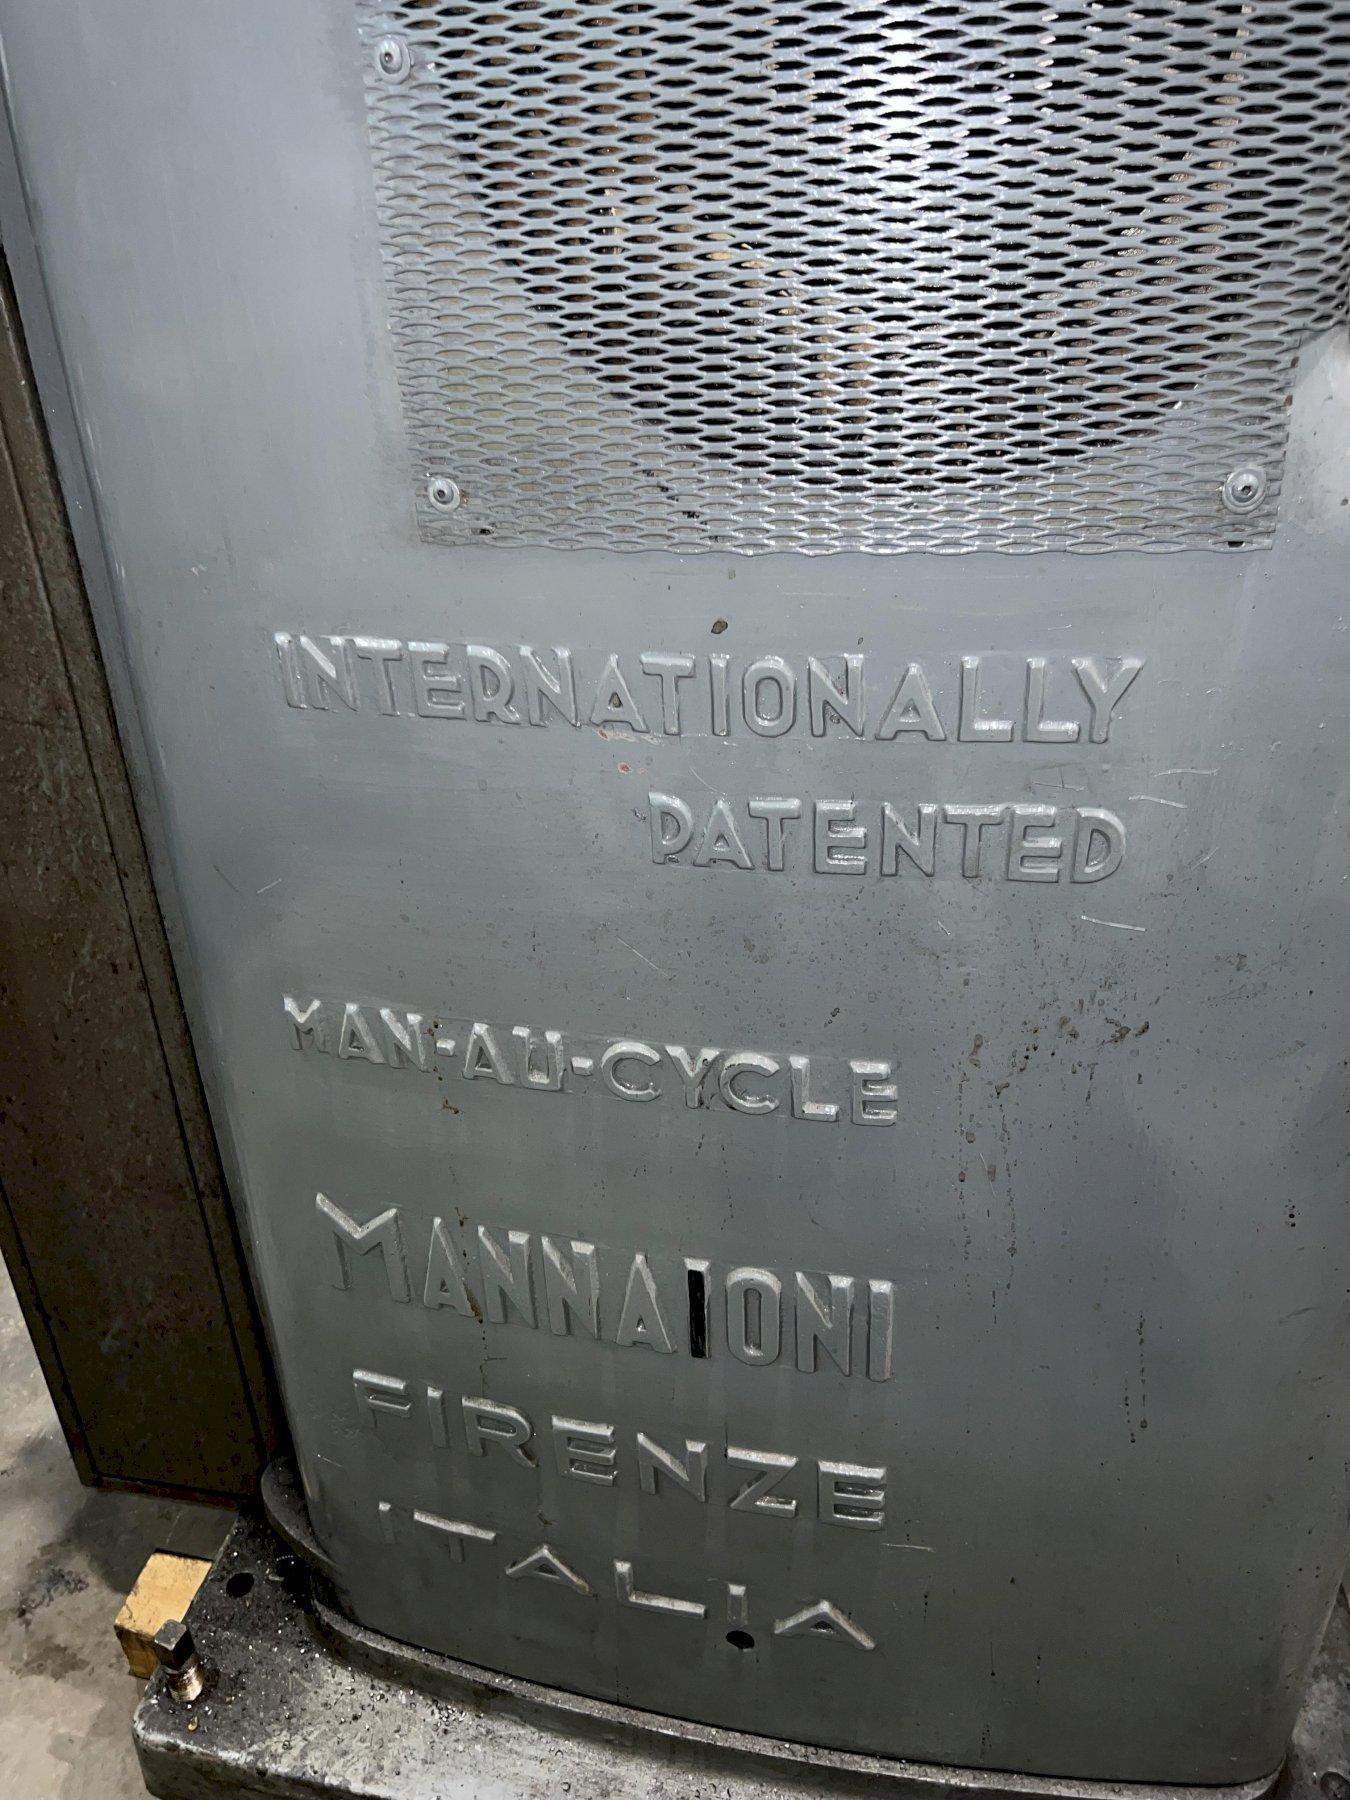 INTERNATIONALLY
PATENTED
MAN-AU-CYCLE
MANNAIONI
FIRENZE
ITALIA